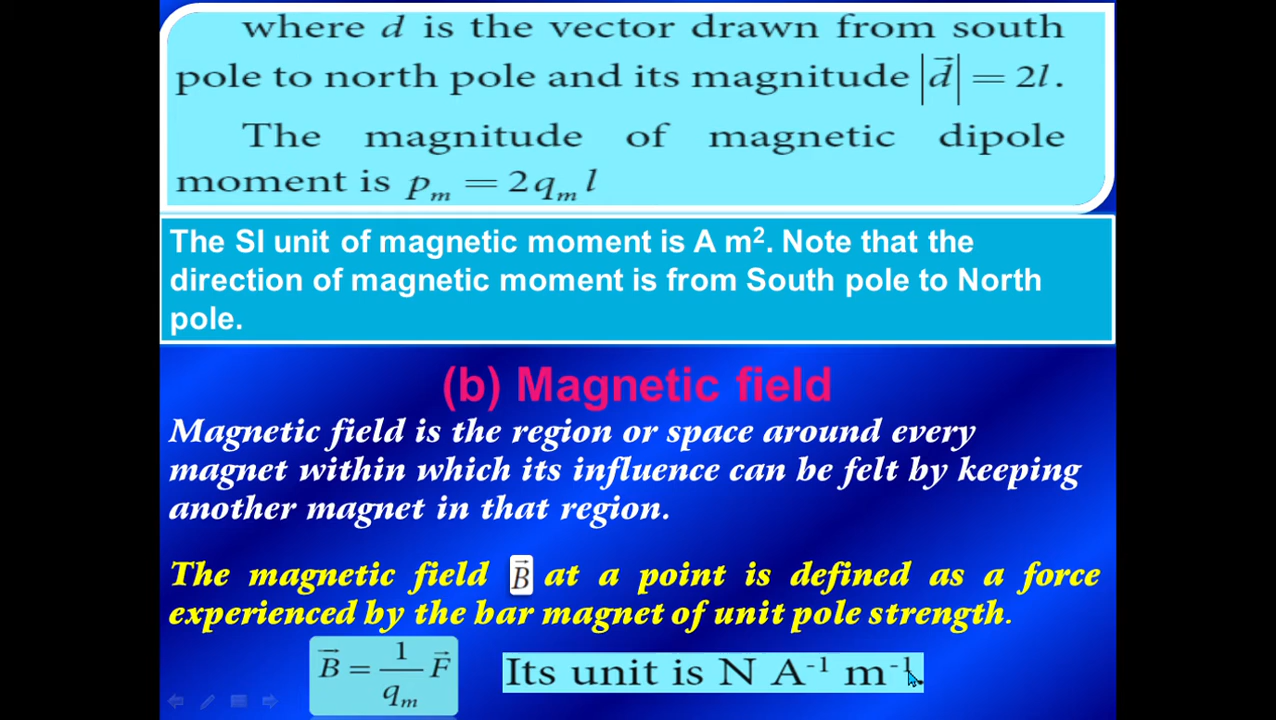 where d is the vector drawn from south
pole to north pole and its magnitude |d⃗| = 2l.
The magnitude of magnetic dipole
moment is pₘ = 2qₘ l
The SI unit of magnetic moment is A m². Note that the
direction of magnetic moment is from South pole to North
pole.
(b) Magnetic field
Magnetic field is the region or space around every
magnet within which its influence can be felt by keeping
another magnet in that region.
The magnetic field B⃗ at a point is defined as a force
experienced by the bar magnet of unit pole strength.
B⃗ = 1/qₘ F⃗
Its unit is N A⁻¹ m⁻¹.